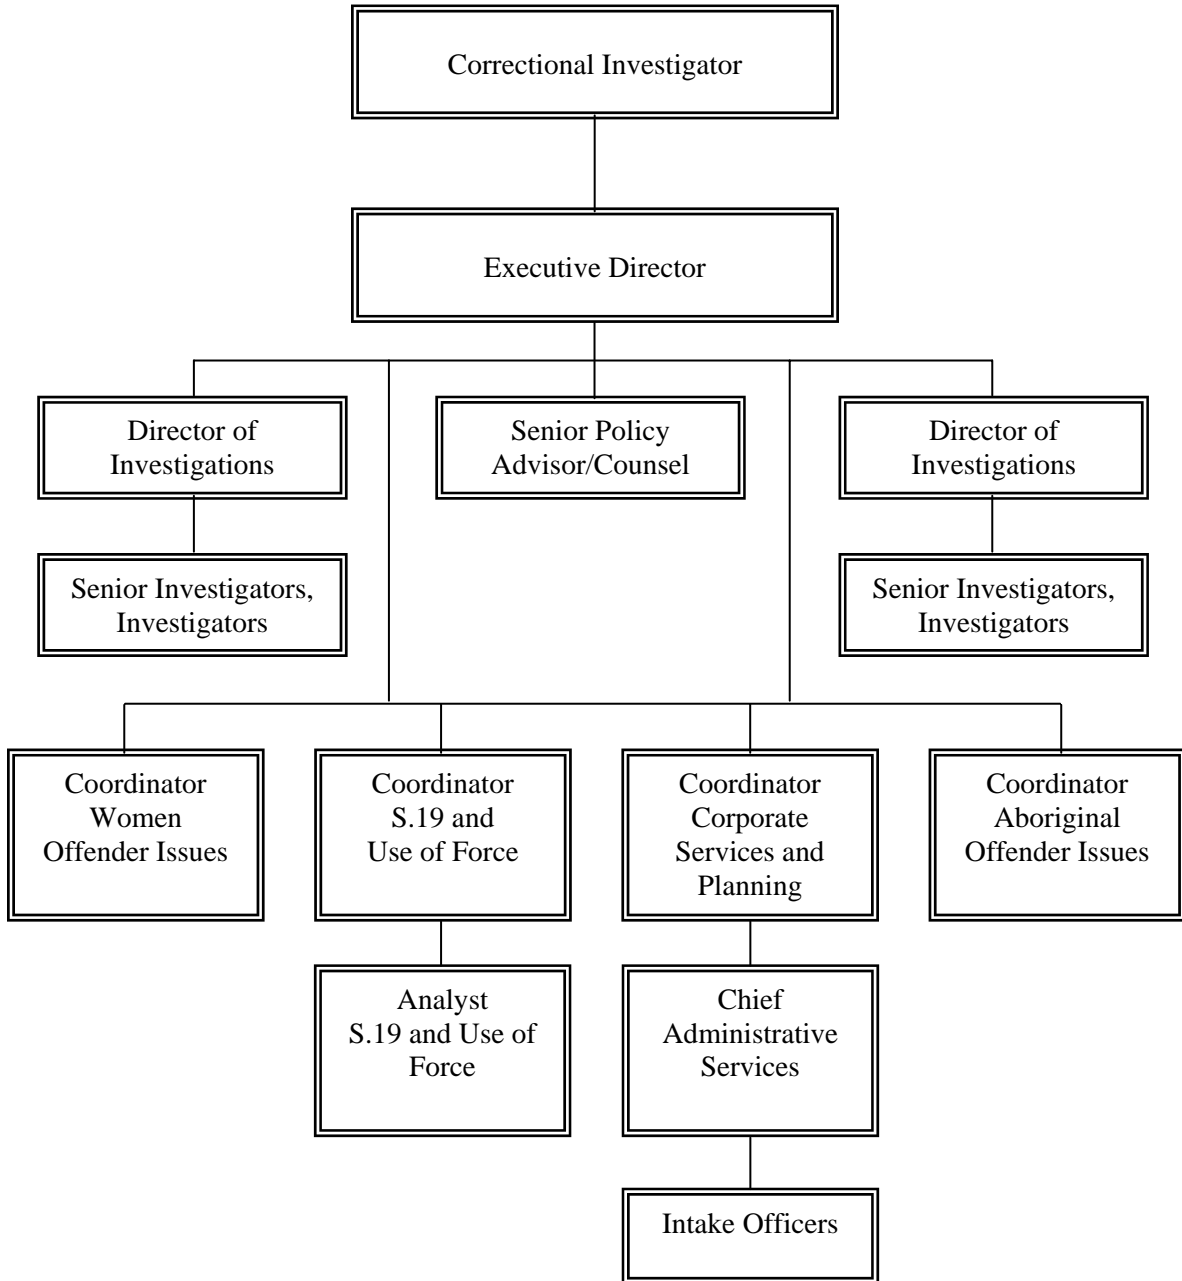 Correctional Investigator
Executive Director
Director of
Investigations
Senior Policy
Advisor/Counsel
Director of
Investigations
Senior Investigators,
Investigators
Senior Investigators,
Investigators
Coordinator
Women
Offender Issues
Coordinator
S.19 and
Use of Force
Coordinator
Corporate
Services and
Planning
Coordinator
Aboriginal
Offender Issues
Analyst
S.19 and Use of
Force
Chief
Administrative
Services
Intake Officers